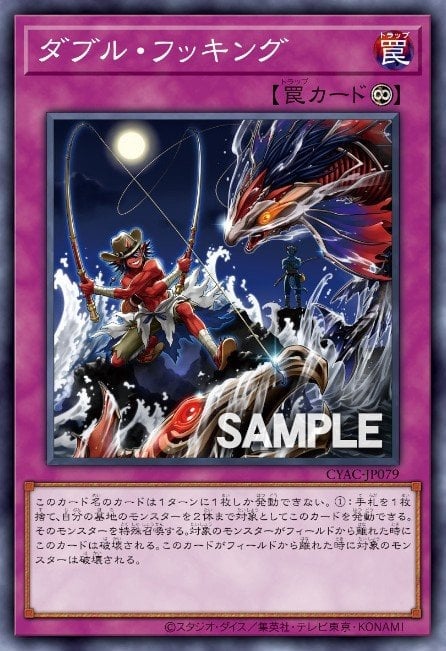 ダブル・フッキング
トラップ
罠
トラップ
【罠カード】
SAMPLE
CYAC-JP079
このカード名のカードは1ターンに1枚しか発動できない。①:手札を1枚
捨て、自分の墓地のモンスターを2体まで対象としてこのカードを発動できる。
そのモンスターを特殊召喚する。対象のモンスターがフィールドから離れた時に
このカードは破壊される。このカードがフィールドから離れた時に対象のモン
スターは破壊される。
©スタジオ・ダイス/集英社・テレビ東京・KONAMI